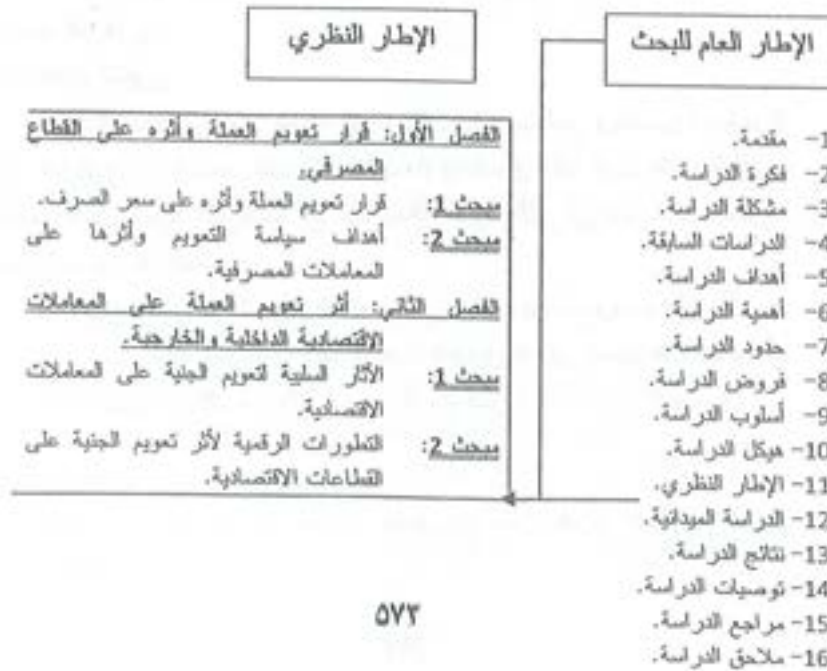 الإطار العام للبحث
1- مقدمة.
2- فكرة الدراسة.
3- مشكلة الدراسة.
4- الدراسات السابقة.
5- أهداف الدراسة.
6- أهمية الدراسة.
7- حدود الدراسة.
8- فروض الدراسة.
9- أسلوب الدراسة.
10- هيكل الدراسة.
11- الإطار النظري.
12- الدراسة الميدانية.
13- نتائج الدراسة.
14- توصيات الدراسة.
15- مراجع الدراسة.
16- ملاحق الدراسة.
الإطار النظري
الفصل الأول: قرار تعويم العملة وأثره على القطاع
المصرفي.
مبحث 1: قرار تعويم العملة وأثره على سعر الصرف.
مبحث 2: أهداف سياسة التعويم وأثرها على
المعاملات المصرفية.
الفصل الثاني: أثر تعويم العملة على المعاملات
الإقتصادية الداخلية والخارجية.
مبحث 1: الآثار السلبية لتعويم الجنية على المعاملات
الاقتصادية.
مبحث 2: التطورات الرقمية لأثر تعويم الجنية على
القطاعات الاقتصادية.
٥٧٣